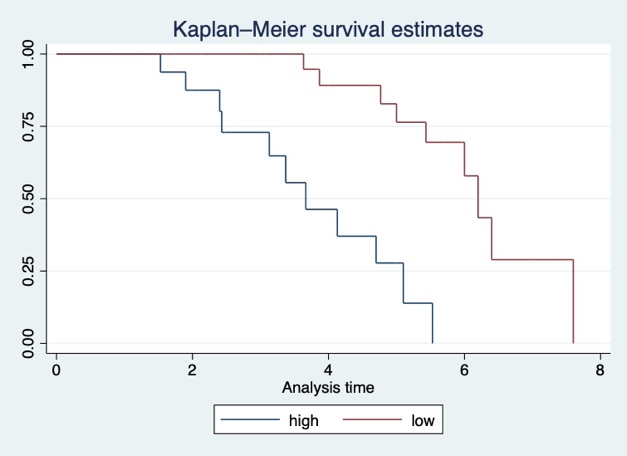 Kaplan–Meier survival estimates
1.00
0.75
0.50
0.25
0.00
0 2 4 6 8
Analysis time
high low